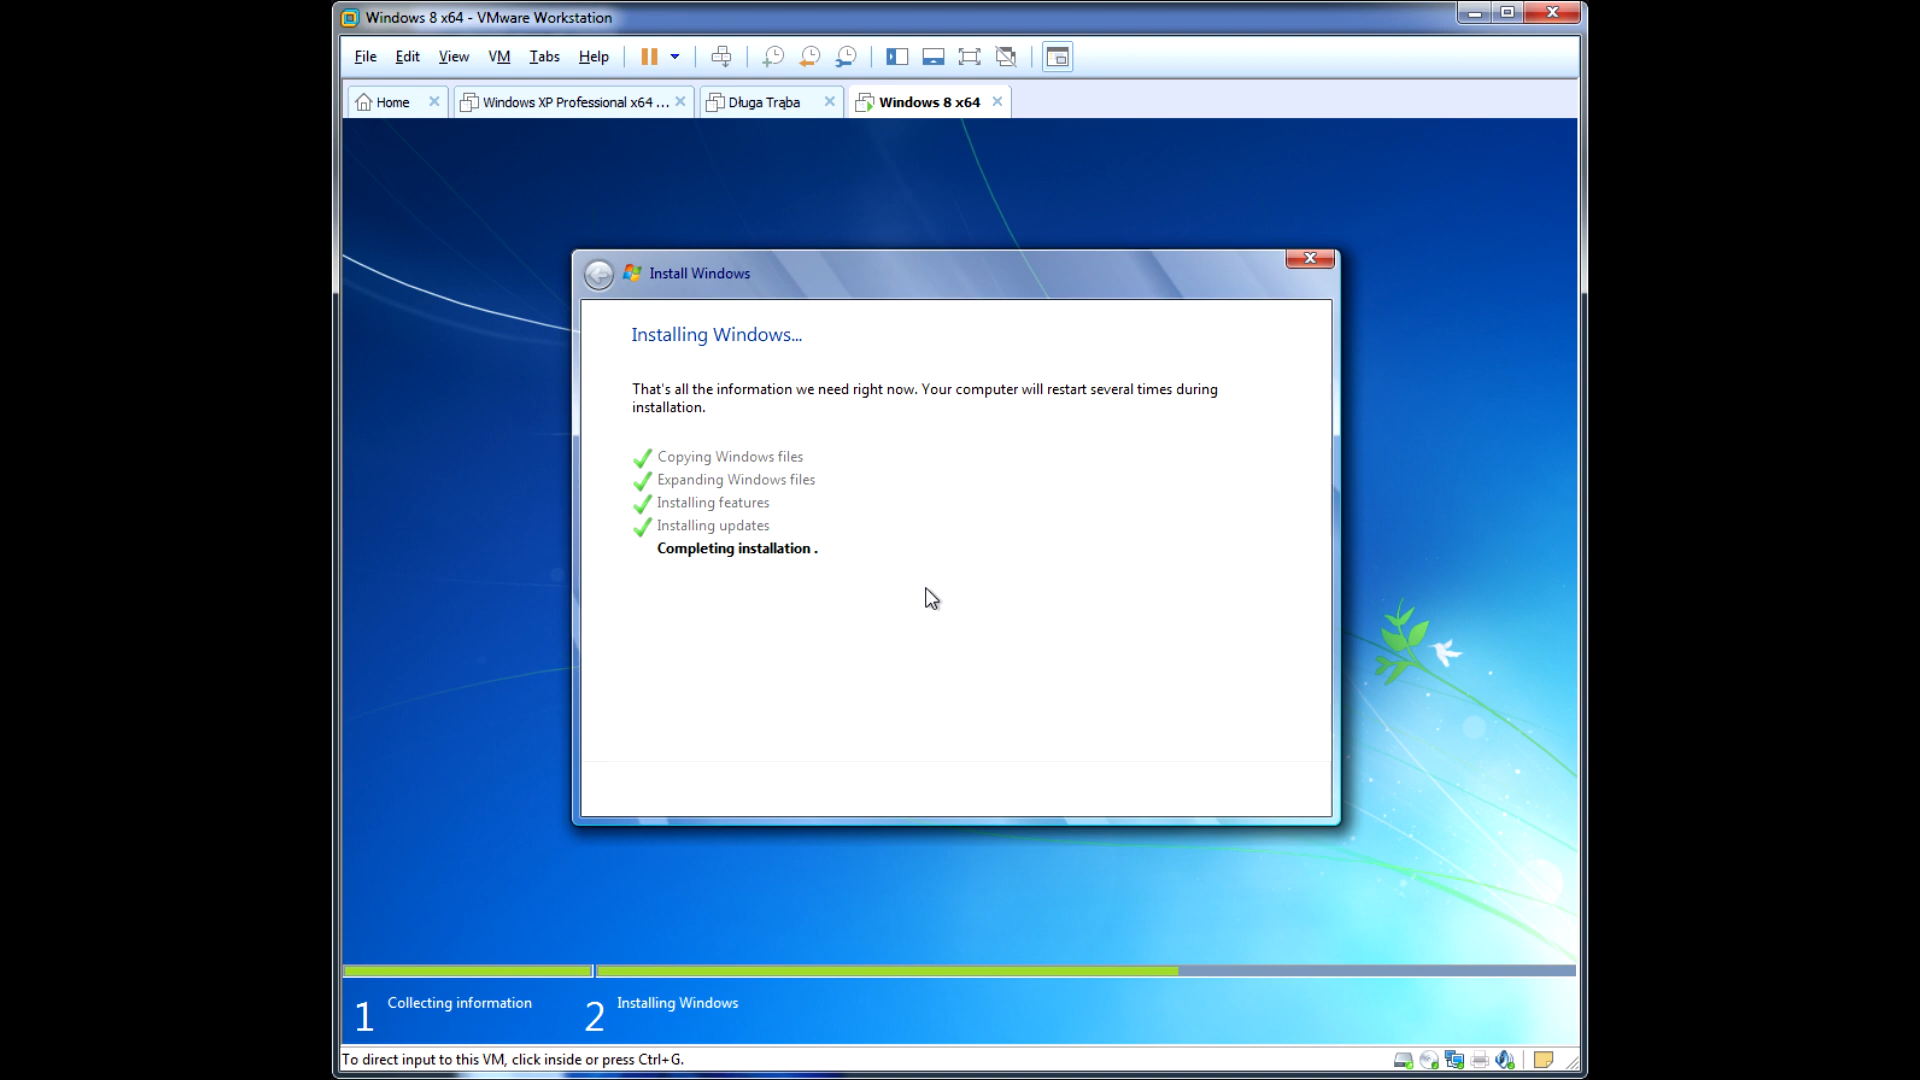 Windows 8 x64 - VMware Workstation
File Edit View VM Tabs Help
Home Windows XP Professional x64 ... Długa Trąba Windows 8 x64
Install Windows
Installing Windows...
That's all the information we need right now. Your computer will restart several times during
installation.
Copying Windows files
Expanding Windows files
Installing features
Installing updates
Completing installation .
1 Collecting information 2 Installing Windows
To direct input to this VM, click inside or press Ctrl+G.